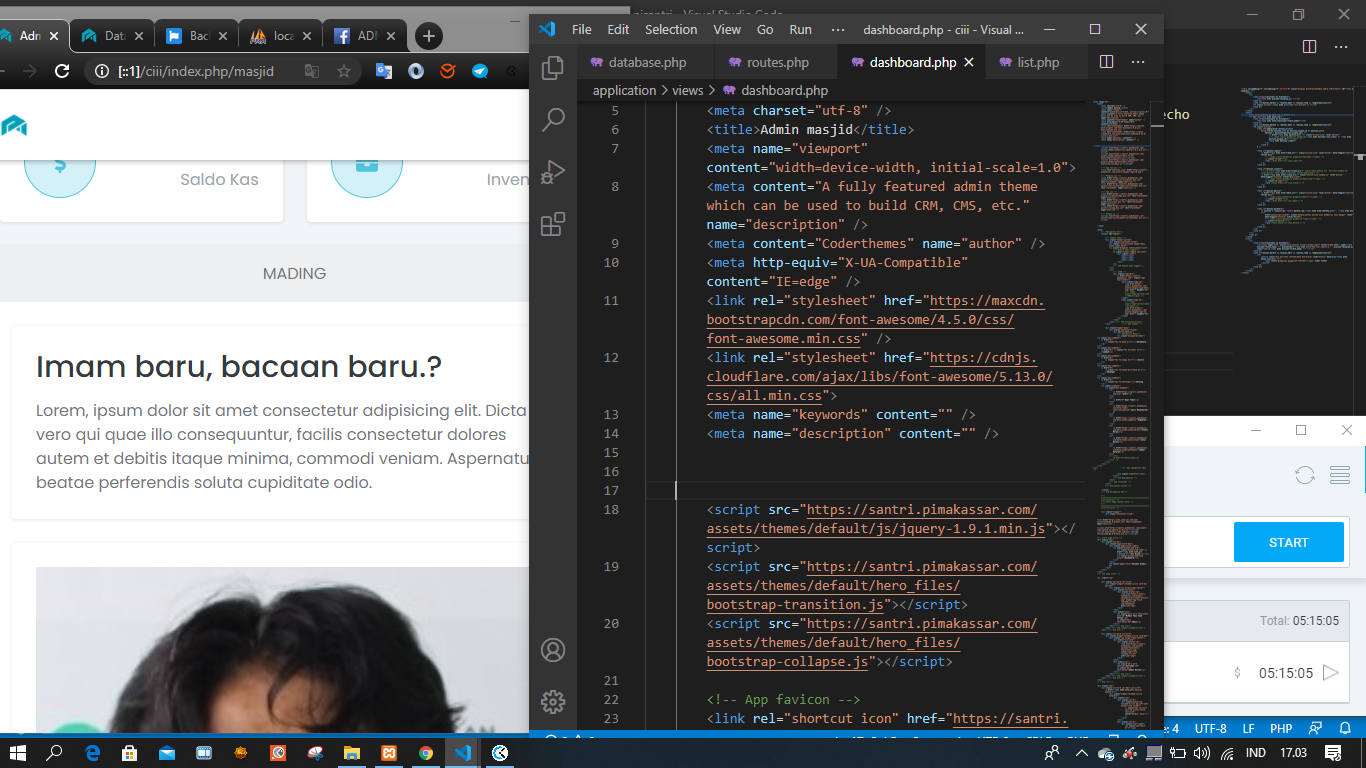 pisantri - Visual Studio Code
Adm
Data
Bac
loca
ADM
[::1]/ciii/index.php/masjid
$
Saldo Kas
Inven
MADING
Imam baru, bacaan baru.?
Lorem, ipsum dolor sit amet consectetur adipisicing elit. Dicta
vero qui quae illo consequuntur, facilis consectetur dolores
autem et debitis itaque minima, commodi veniam. Aspernatu
beatae perferendis soluta cupiditate odio.
File Edit Selection View Go Run ··· dashboard.php - ciii - Visual ...
database.php routes.php dashboard.php list.php
application > views > dashboard.php
5 <meta charset="utf-8" />
6 <title>Admin masjid</title>
7 <meta name="viewport"
content="width=device-width, initial-scale=1.0">
8 <meta content="A fully featured admin theme
which can be used to build CRM, CMS, etc."
name="description" />
9 <meta content="Coderthemes" name="author" />
10 <meta http-equiv="X-UA-Compatible"
content="IE=edge" />
11 <link rel="stylesheet" href="https://maxcdn.
bootstrapcdn.com/font-awesome/4.5.0/css/
font-awesome.min.css" />
12 <link rel="stylesheet" href="https://cdnjs.
cloudflare.com/ajax/libs/font-awesome/5.13.0/
css/all.min.css">
13 <meta name="keywords" content="" />
14 <meta name="description" content="" />
15
16
17
18 <script src="https://santri.pimakassar.com/
assets/themes/default/js/jquery-1.9.1.min.js"></
script>
19 <script src="https://santri.pimakassar.com/
assets/themes/default/hero_files/
bootstrap-transition.js"></script>
20 <script src="https://santri.pimakassar.com/
assets/themes/default/hero_files/
bootstrap-collapse.js"></script>
21
22 <!-- App favicon -->
23 <link rel="shortcut icon" href="https://santri.
echo
START
Total: 05:15:05
$ 05:15:05
: 4 UTF-8 LF PHP
IND 17.03